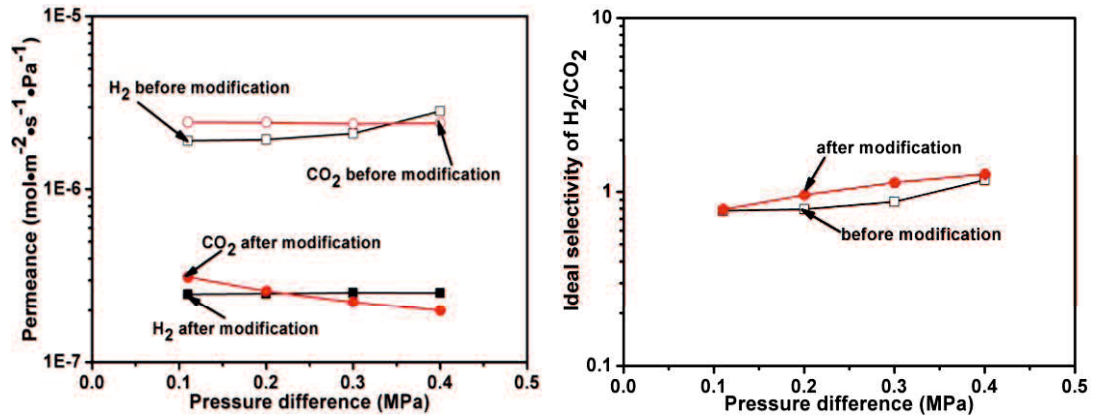 1E-5
1E-6
1E-7
Permeance (mol•m⁻²•s⁻¹•Pa⁻¹)
H₂ before modification
CO₂ before modification
CO₂ after modification
H₂ after modification
0.0 0.1 0.2 0.3 0.4 0.5
Pressure difference (MPa)
10
1
0.1
Ideal selectivity of H₂/CO₂
after modification
before modification
0.0 0.1 0.2 0.3 0.4 0.5
Pressure difference (MPa)